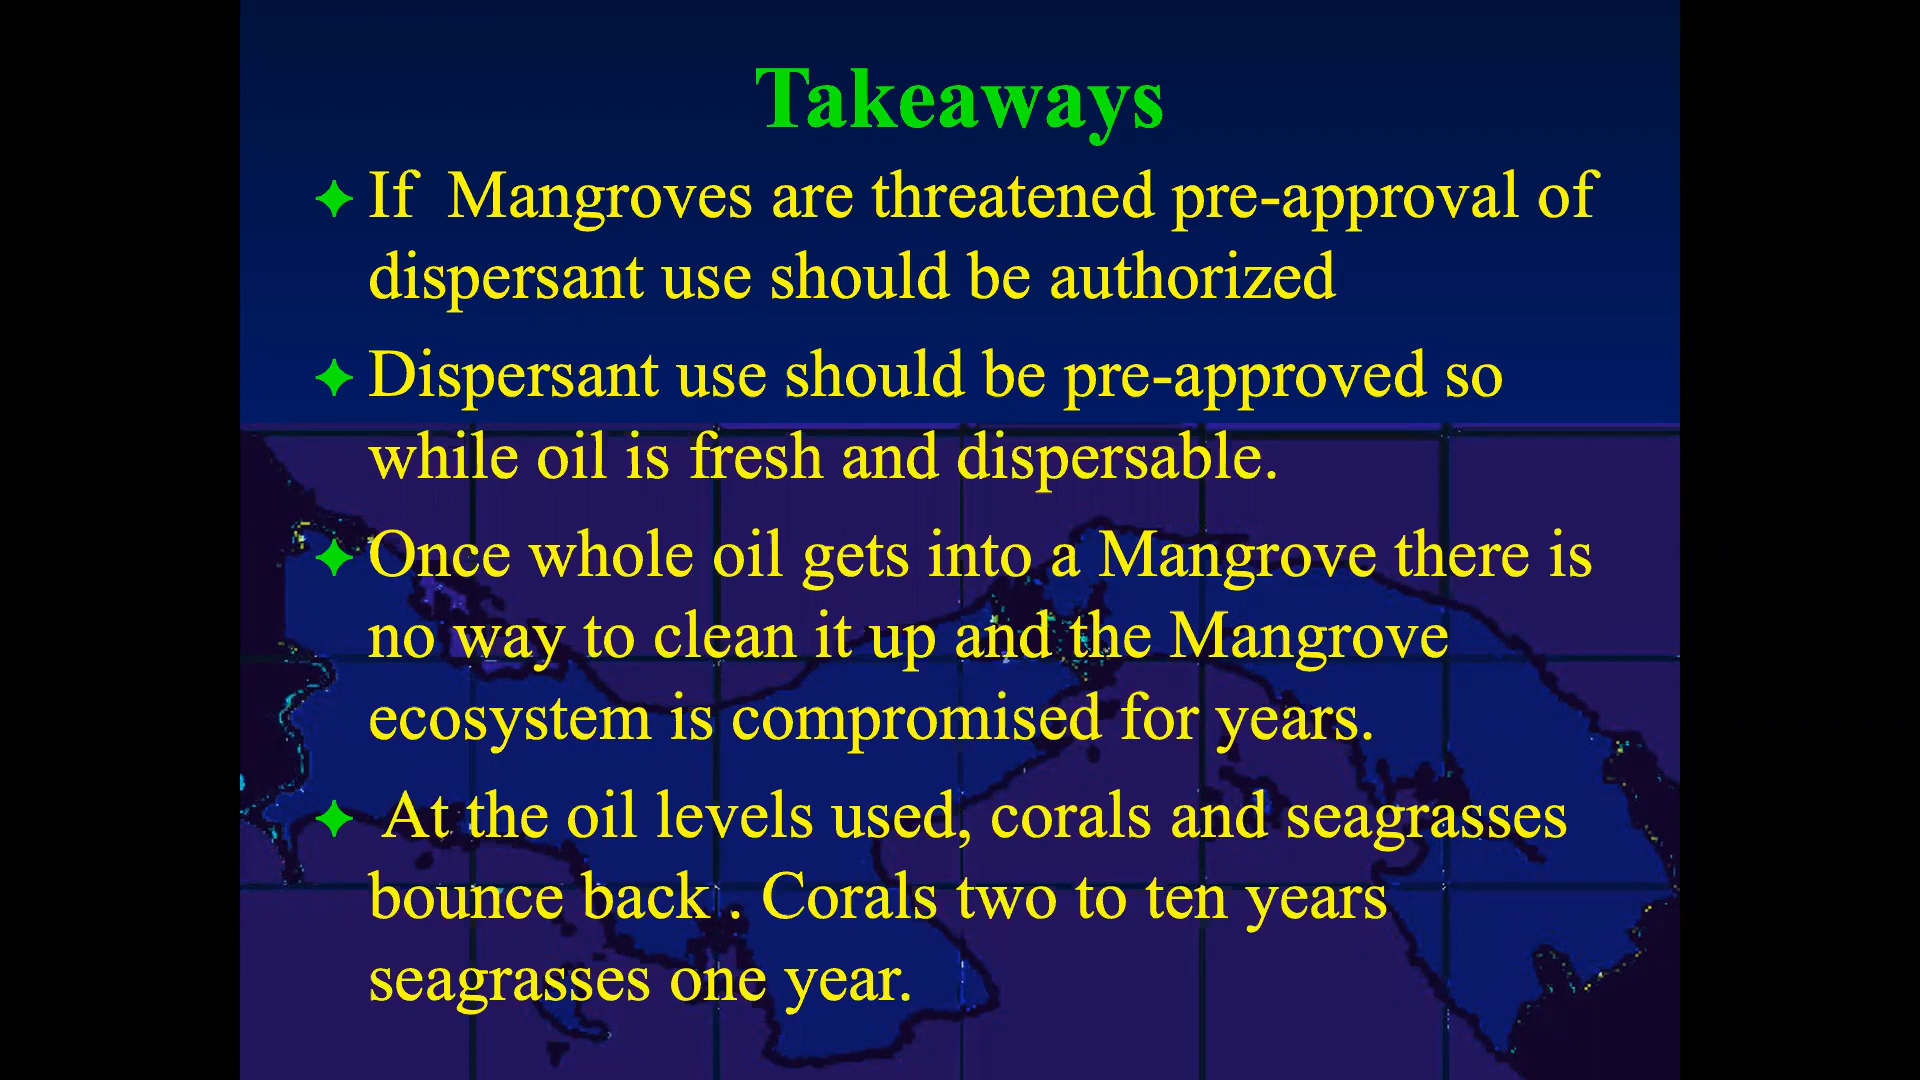 Takeaways
If  Mangroves are threatened pre-approval of
dispersant use should be authorized
Dispersant use should be pre-approved so
while oil is fresh and dispersable.
Once whole oil gets into a Mangrove there is
no way to clean it up and the Mangrove
ecosystem is compromised for years.
At the oil levels used, corals and seagrasses
bounce back . Corals two to ten years
seagrasses one year.